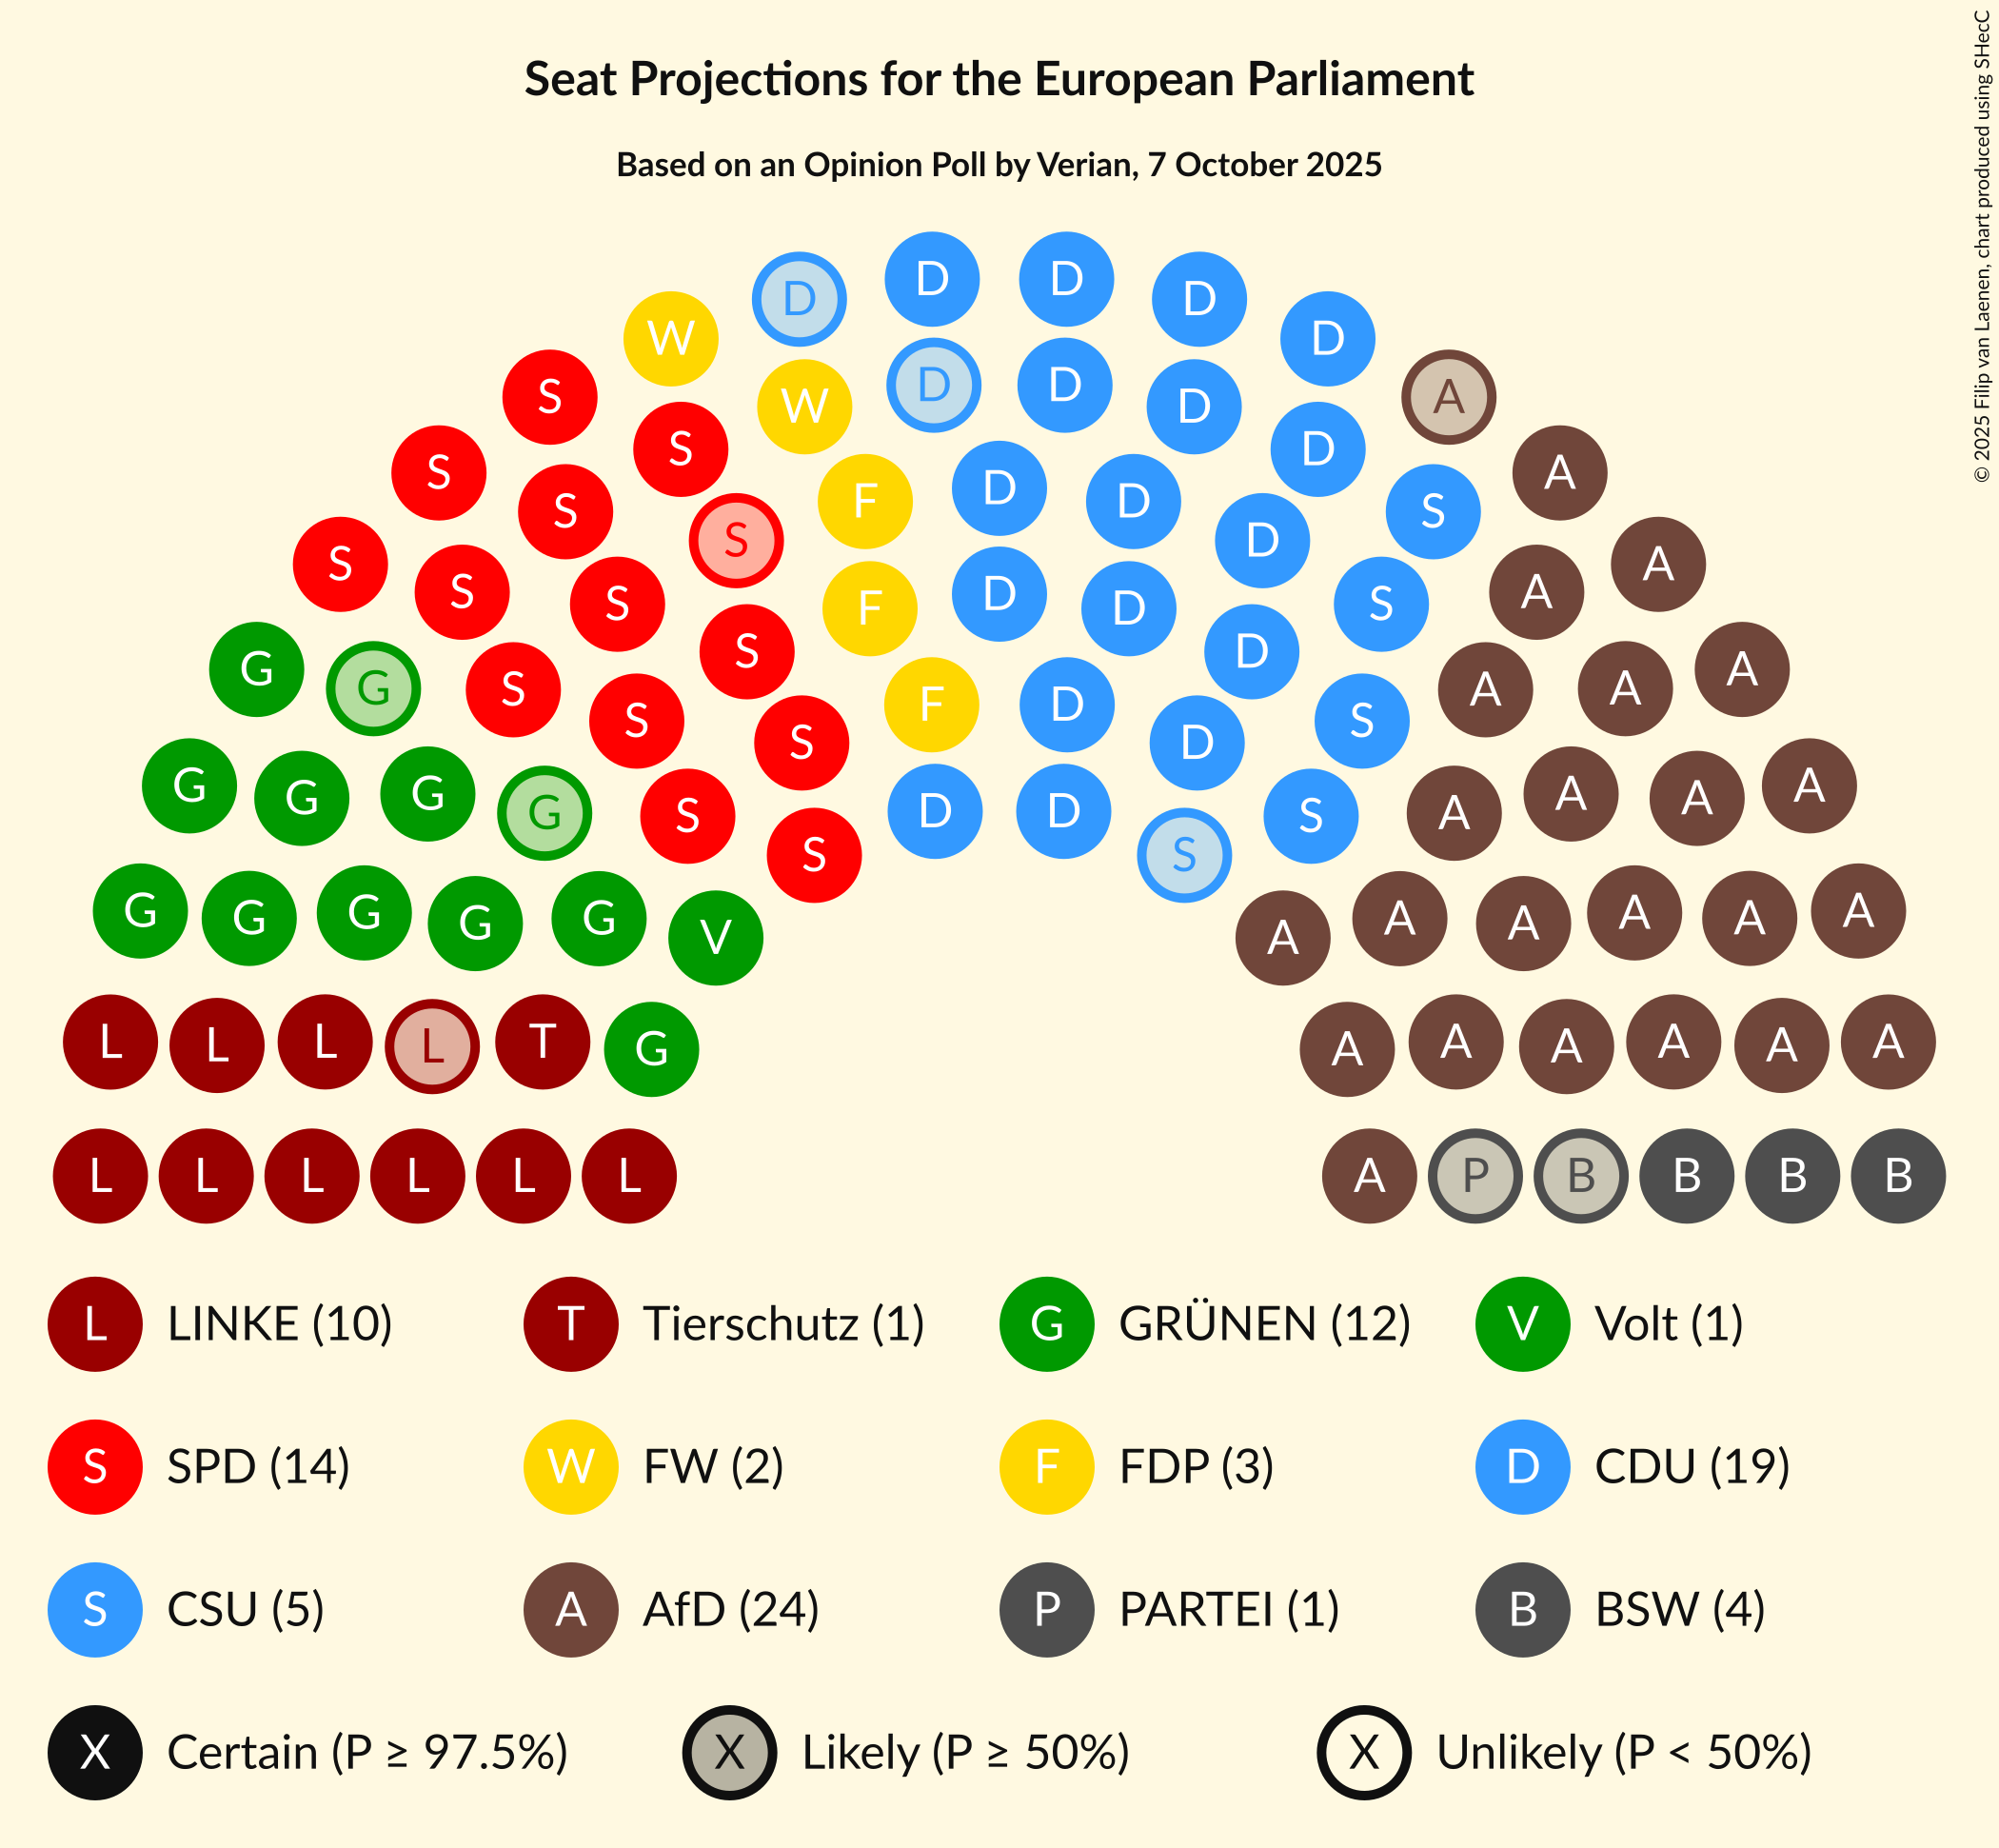 Seat Projections for the European Parliament
Based on an Opinion Poll by Verian, 7 October 2025
© 2025 Filip van Laenen, chart produced using SHecC
D D
D D
W D
D D
S W D A
S D D
S A
D
F D
S S
S D
A
S D
S A
S A
F D
S S
S D
G A
G S A A
F D
S S
D
G A
G A
G A
D D
G A
S S
S S
G A
G A
G A
G A
G A
V A
L T A A
L L A A
L G A A
L L L L L L A P B B B B
L LINKE (10) T Tierschutz (1) G GRÜNEN (12) V Volt (1)
S SPD (14) W FW (2) F FDP (3) D CDU (19)
S CSU (5) A AfD (24) P PARTEI (1) B BSW (4)
X Certain (P ≥ 97.5%) X Likely (P ≥ 50%) X Unlikely (P < 50%)